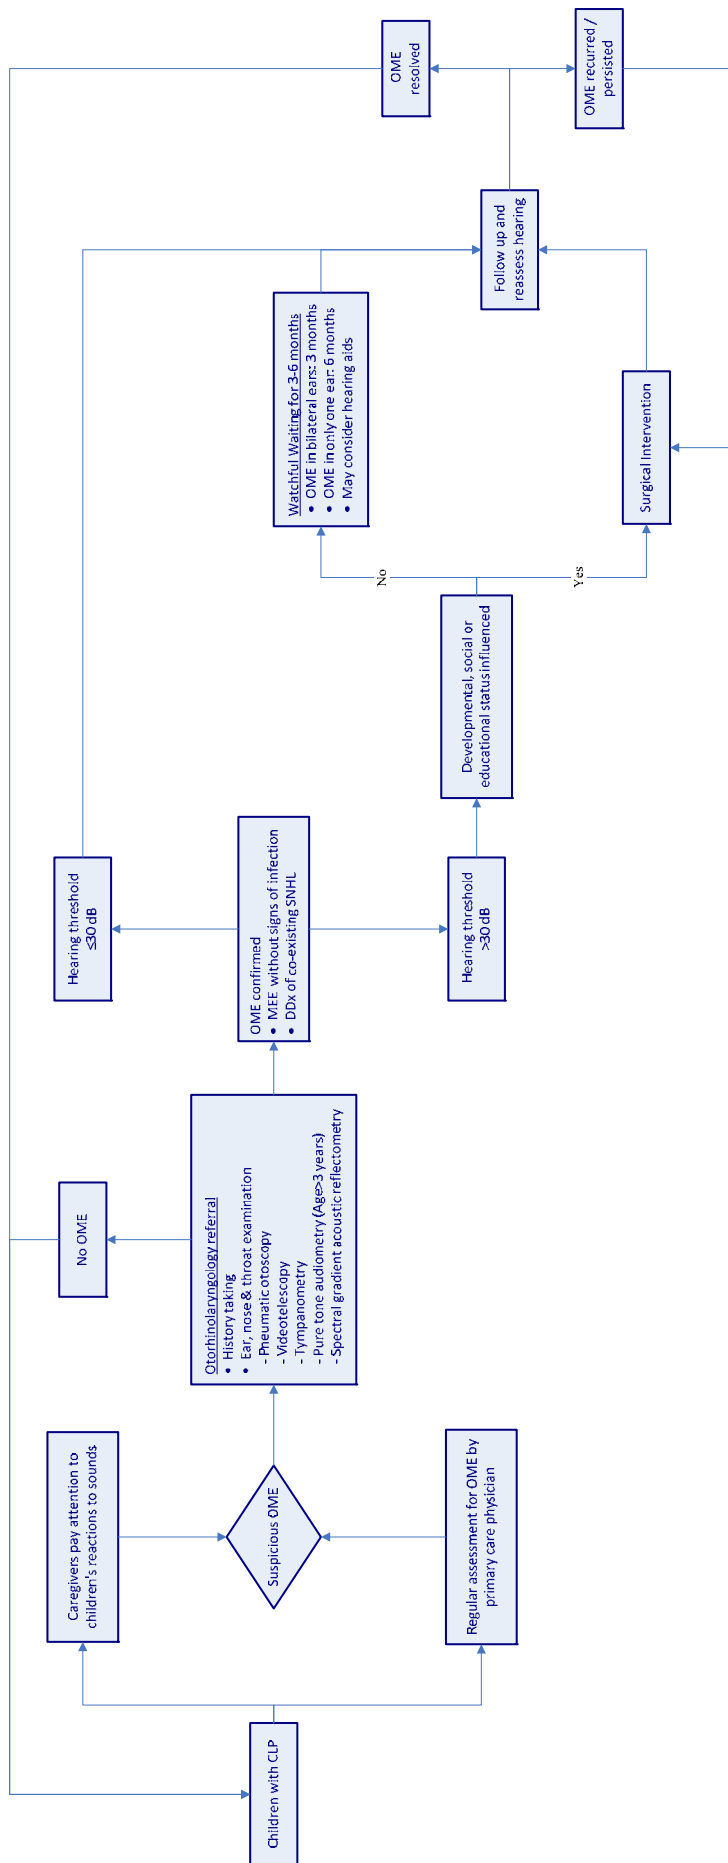 Children with CLP
Caregivers pay attention to
children's reactions to sounds
Regular assessment for OME by
primary care physician
Suspicious OME
Otorhinolaryngology referral
• History taking
• Ear, nose & throat examination
- Pneumatic otoscopy
- Videotelescopy
- Tympanometry
- Pure tone audiometry (Age>3 years)
- Spectral gradient acoustic reflectometry
No OME
OME confirmed
• MEE without signs of infection
• DDx of co-existing SNHL
Hearing threshold
≤30 dB
Hearing threshold
>30 dB
Developmental, social or
educational status influenced
No
Yes
Watchful Waiting for 3-6 months
• OME in bilateral ears: 3 months
• OME in only one ear: 6 months
• May consider hearing aids
Surgical Intervention
Follow up and
reassess hearing
OME
resolved
OME recurred /
persisted